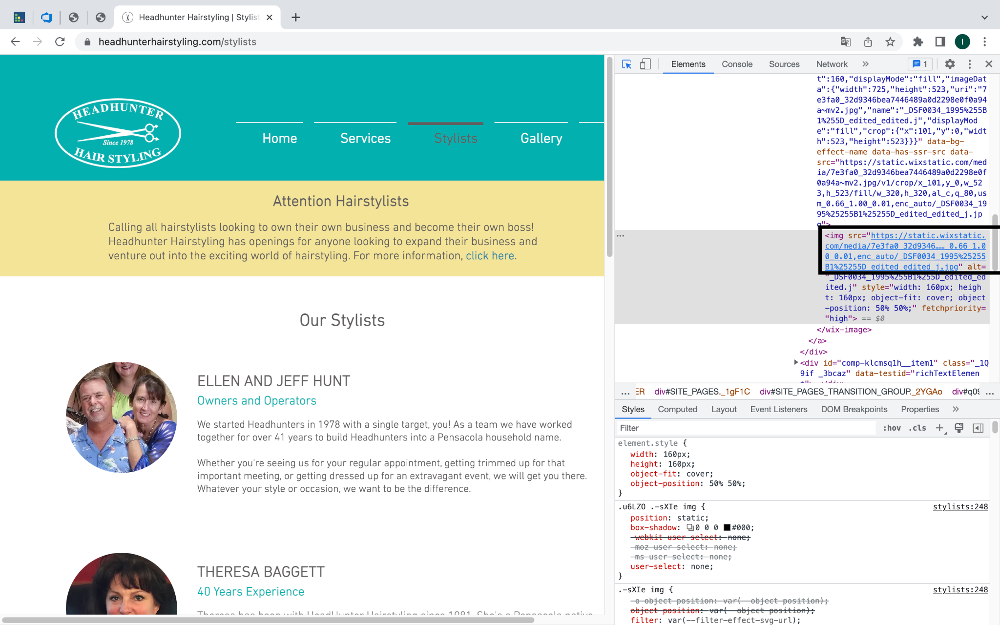 Headhunter Hairstyling | Stylist
headhunterhairstyling.com/stylists
I
HEADHUNTER
Since 1978
HAIR STYLING
Home
Services
Stylists
Gallery
Attention Hairstylists
Calling all hairstylists looking to own their own business and become their own boss!
Headhunter Hairstyling has openings for anyone looking to expand their business and
venture out into the exciting world of hairstyling. For more information, click here.
Our Stylists
ELLEN AND JEFF HUNT
Owners and Operators
We started Headhunters in 1978 with a single target, you! As a team we have worked
together for over 41 years to build Headhunters into a Pensacola household name.
Whether you're seeing us for your regular appointment, getting trimmed up for that
important meeting, or getting dressed up for an extravagant event, we will get you there.
Whatever your style or occasion, we want to be the difference.
THERESA BAGGETT
40 Years Experience
Theresa has been with HeadHunter Hairstyling since 1981. She's a Pensacola native
Elements Console Sources Network » 1
t":160,"displayMode":"fill","imageDat
a":{"width":725,"height":523,"uri":"7
e3fa0_32d9346bea7446489a0d2298e0f0a94
a~mv2.jpg","name":"_DSF0034_1995%255B
1%255D_edited_edited.j","displayMod
e":"fill","crop":{"x":101,"y":0,"widt
h":523,"height":523}}}" data-bg-
effect-name data-has-ssr-src data-
src="https://static.wixstatic.com/med
ia/7e3fa0_32d9346bea7446489a0d2298e0f
0a94a~mv2.jpg/v1/crop/x_101,y_0,w_52
3,h_523/fill/w_320,h_320,al_c,q_80,us
m_0.66_1.00_0.01,enc_auto/_DSF0034_19
95%25255B1%25255D_edited_edited_j.jp
g">
…
<img src="https://static.wixstatic.
com/media/7e3fa0_32d9346…… 0.66_1.0
0_0.01,enc_auto/_DSF0034_1995%25255
B1%25255D_edited_edited_j.jpg" alt=
"_DSF0034_1995%255B1%255D_edited_ed
ited.j" style="width: 160px; heigh
t: 160px; object-fit: cover; object
-position: 50% 50%;" fetchpriority=
"high"> == $0
</wix-image>
</a>
</div>
<div id="comp-klcmsq1h__item1" class="_1Q
9if _3bcaz" data-testid="richTextElemen
t">…</div>
… ER div#SITE_PAGES._1gF1C div#SITE_PAGES_TRANSITION_GROUP._2YGAo div#q09 …
Styles Computed Layout Event Listeners DOM Breakpoints Properties »
Filter :hov .cls +
element.style {
width: 160px;
height: 160px;
object-fit: cover;
object-position: 50% 50%;
}
.u6LZO .-sXIe img { stylists:248
position: static;
box-shadow: 0 0 0 #000;
-webkit-user-select: none;
-moz-user-select: none;
-ms-user-select: none;
user-select: none;
}
.-sXIe img { stylists:248
-o-object-position: var(--object-position);
object-position: var(--object-position);
filter: var(--filter-effect-svg-url);